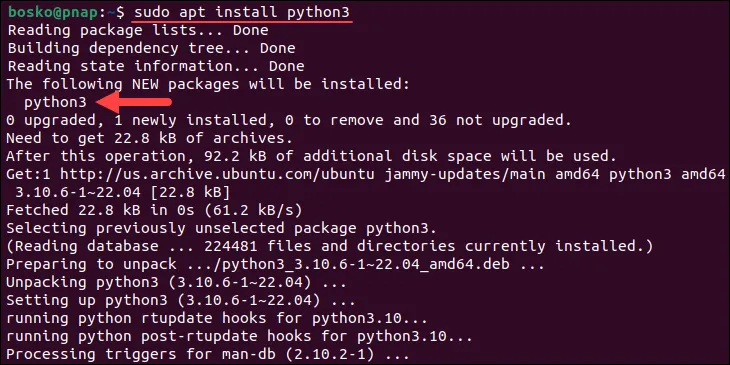 bosko@pnap:~$ sudo apt install python3
Reading package lists... Done
Building dependency tree... Done
Reading state information... Done
The following NEW packages will be installed:
  python3
0 upgraded, 1 newly installed, 0 to remove and 36 not upgraded.
Need to get 22.8 kB of archives.
After this operation, 92.2 kB of additional disk space will be used.
Get:1 http://us.archive.ubuntu.com/ubuntu jammy-updates/main amd64 python3 amd64
 3.10.6-1~22.04 [22.8 kB]
Fetched 22.8 kB in 0s (61.2 kB/s)
Selecting previously unselected package python3.
(Reading database ... 224481 files and directories currently installed.)
Preparing to unpack .../python3_3.10.6-1~22.04_amd64.deb ...
Unpacking python3 (3.10.6-1~22.04) ...
Setting up python3 (3.10.6-1~22.04) ...
running python rtupdate hooks for python3.10...
running python post-rtupdate hooks for python3.10...
Processing triggers for man-db (2.10.2-1) ...